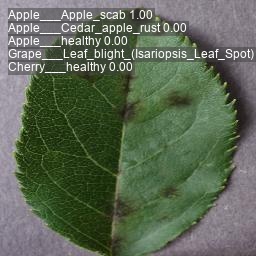 Apple___Apple_scab 1.00
Apple___Cedar_apple_rust 0.00
Apple___healthy 0.00
Grape___Leaf_blight_(Isariopsis_Leaf_Spot)
Cherry___healthy 0.00